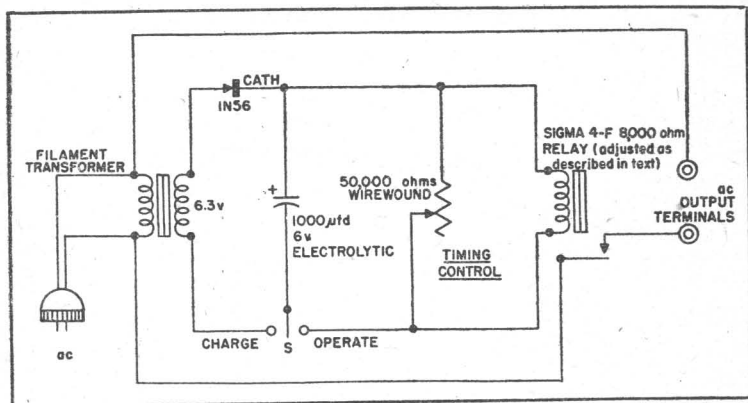 CATH
1N56
FILAMENT
TRANSFORMER
6.3v
+
1000µfd
6v
ELECTROLYTIC
50,000 ohms
WIREWOUND
TIMING
CONTROL
SIGMA 4-F 8,000 ohm
RELAY (adjusted as
described in text)
ac
OUTPUT
TERMINALS
CHARGE
S
OPERATE
ac